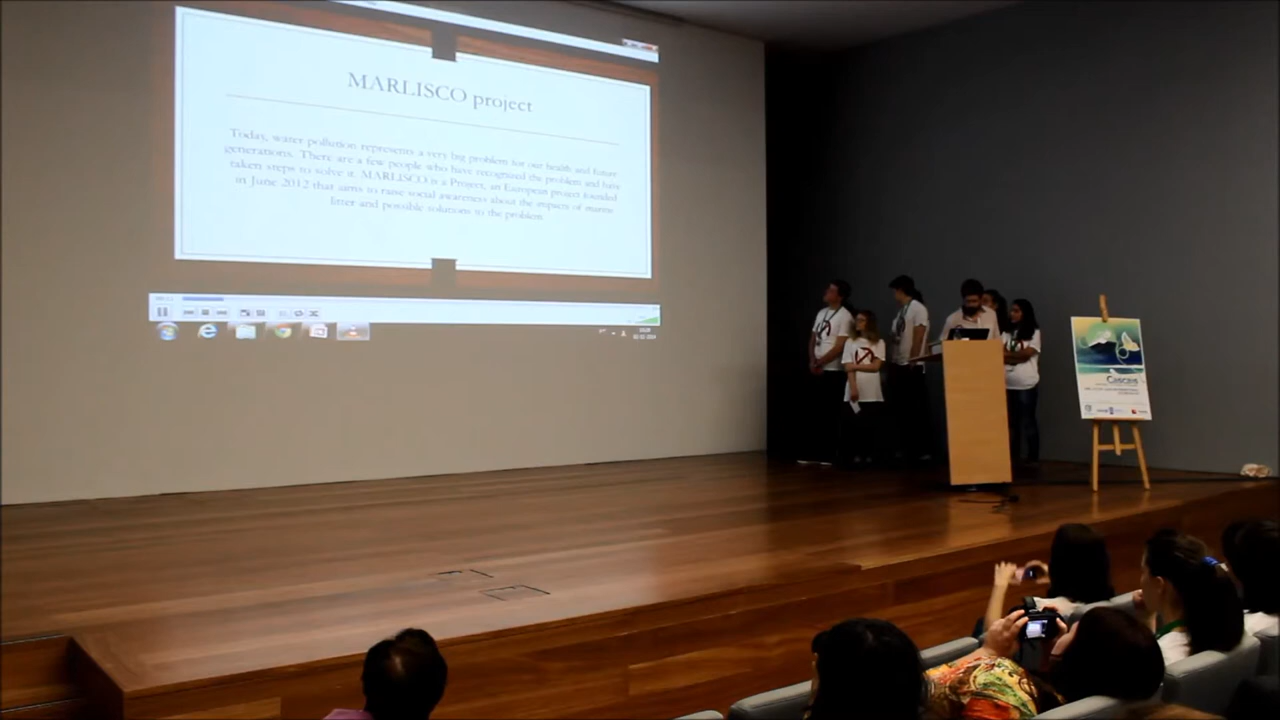 MARLISCO project
Today, water pollution represents a very big problem for our health and future
generations. There are a few people who have recognized the problem and have
taken steps to solve it. MARLISCO is a Project, an European project founded
in June 2012 that aims to raise social awareness about the impacts of marine
litter and possible solutions to the problem
Cascais